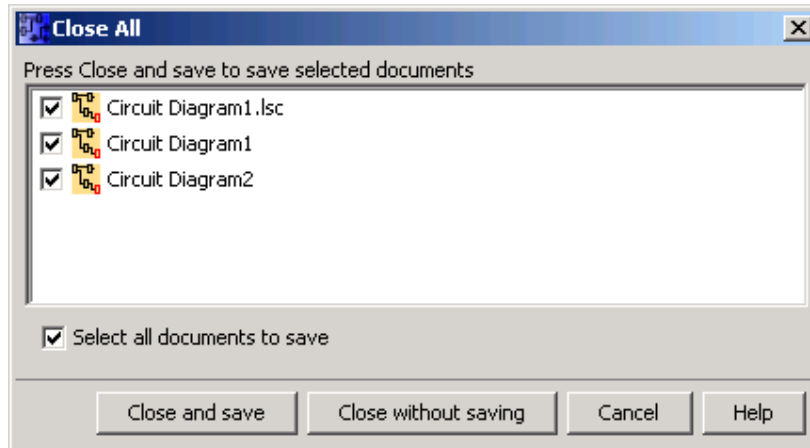 Close All
Press Close and save to save selected documents
Circuit Diagram1.lsc
Circuit Diagram1
Circuit Diagram2
Select all documents to save
Close and save Close without saving Cancel Help